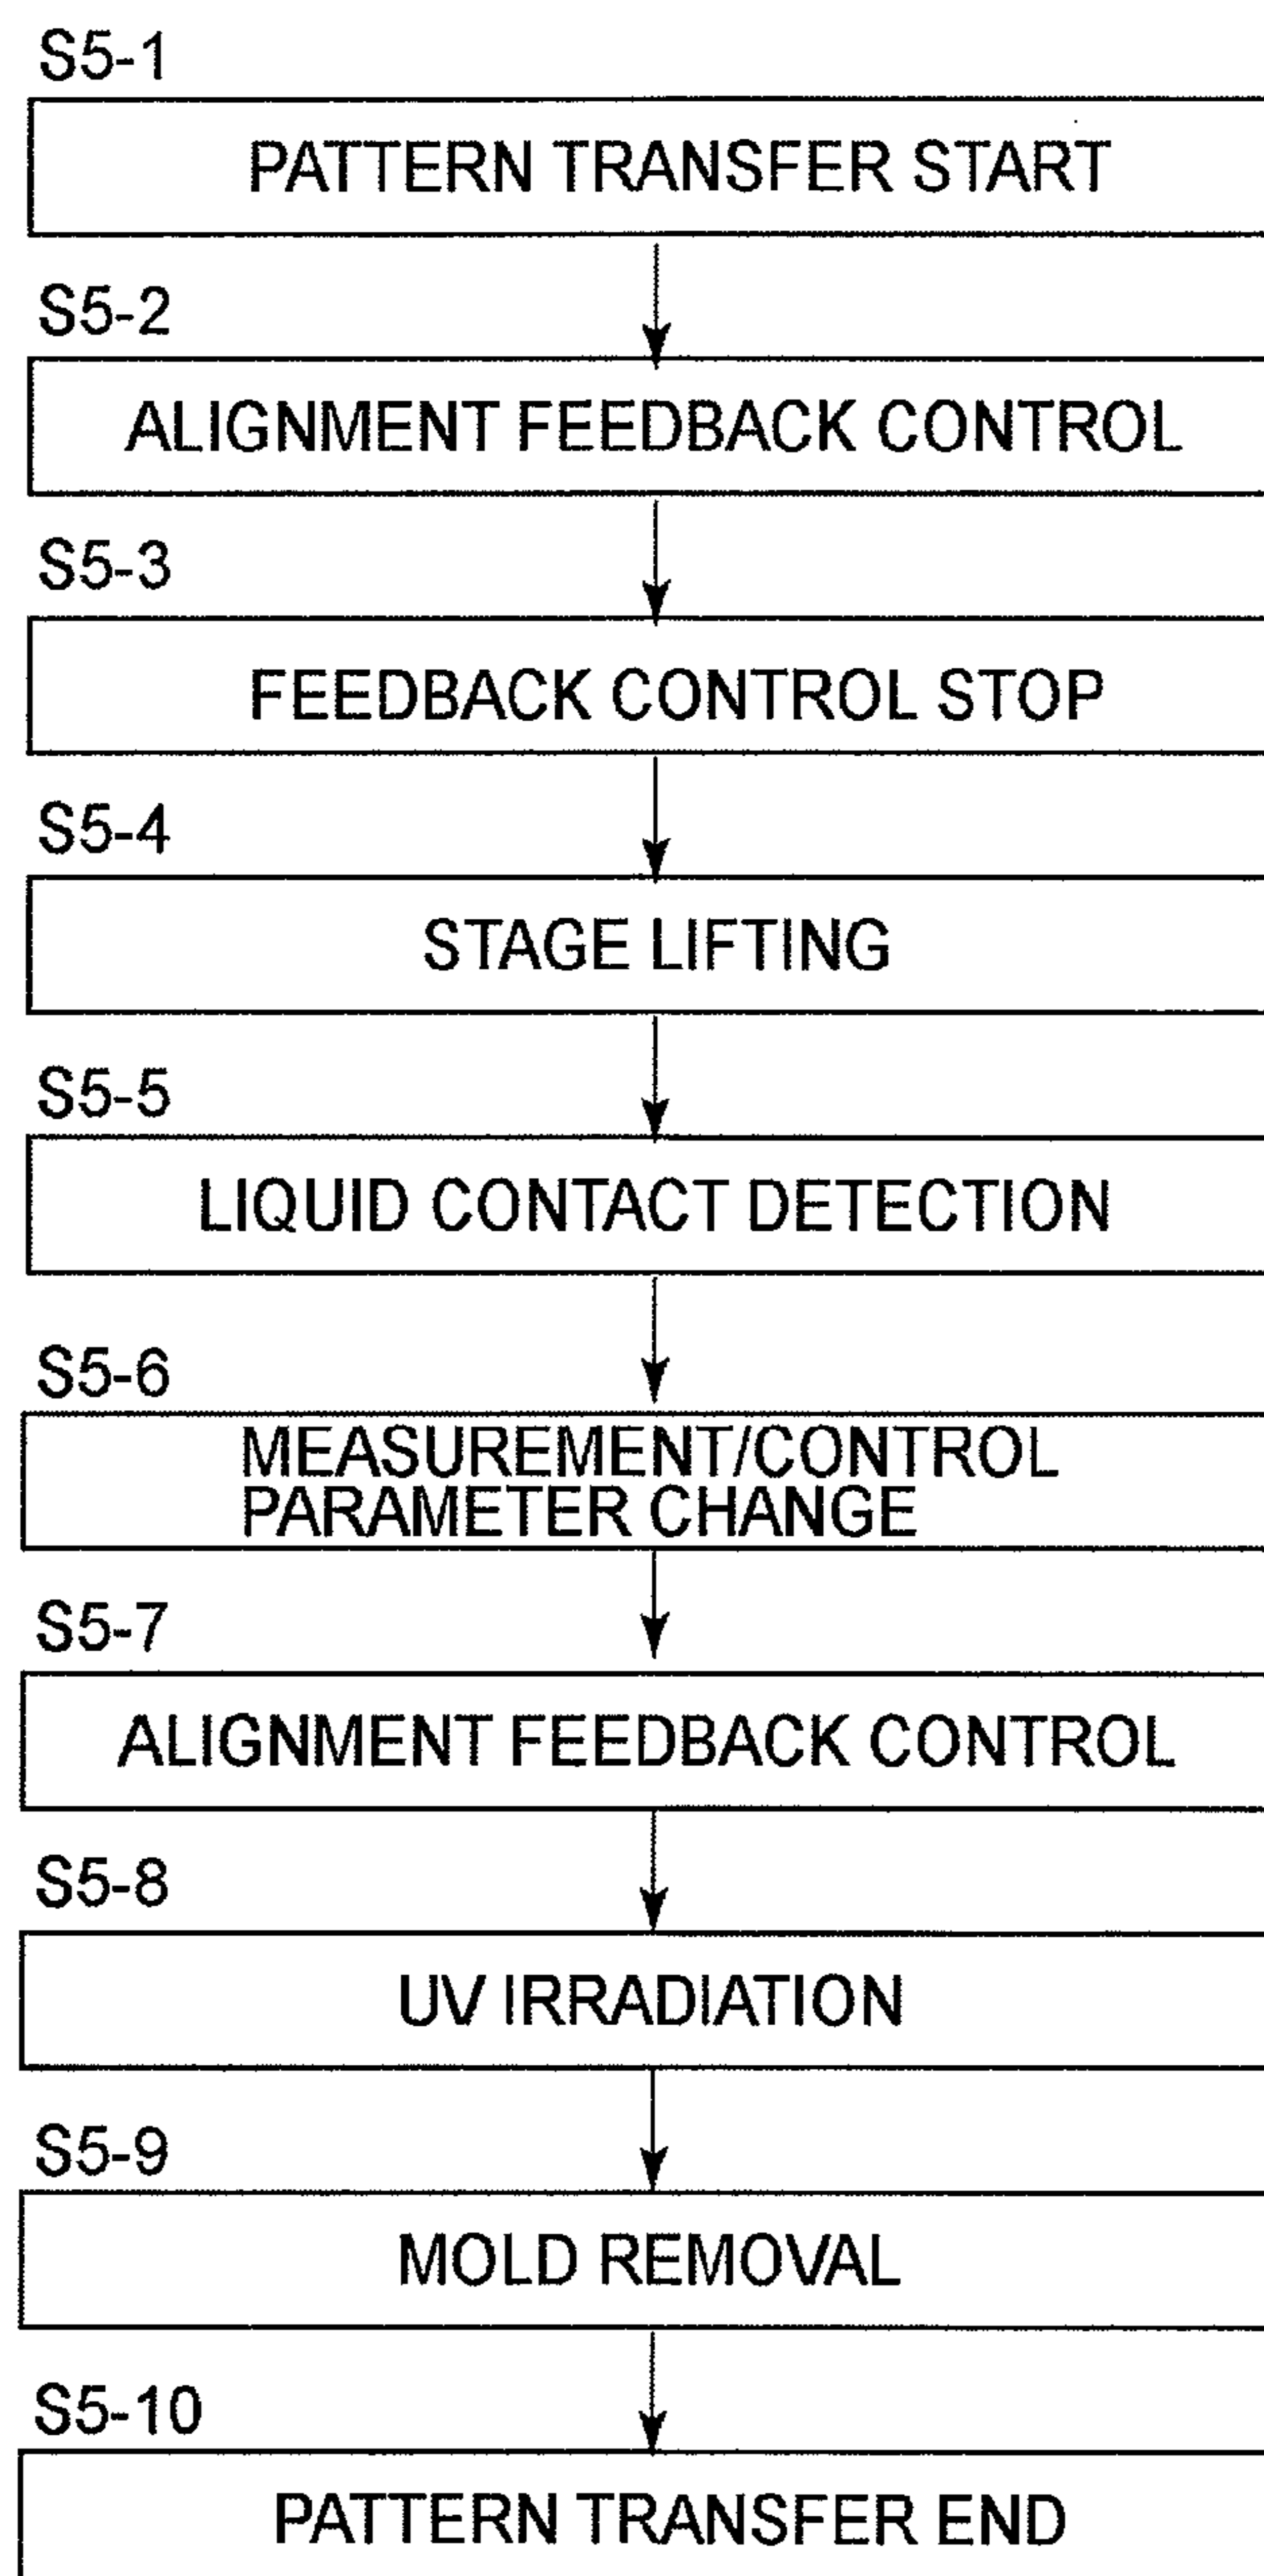 S5-1
PATTERN TRANSFER START
S5-2
ALIGNMENT FEEDBACK CONTROL
S5-3
FEEDBACK CONTROL STOP
S5-4
STAGE LIFTING
S5-5
LIQUID CONTACT DETECTION
S5-6
MEASUREMENT/CONTROL
PARAMETER CHANGE
S5-7
ALIGNMENT FEEDBACK CONTROL
S5-8
UV IRRADIATION
S5-9
MOLD REMOVAL
S5-10
PATTERN TRANSFER END